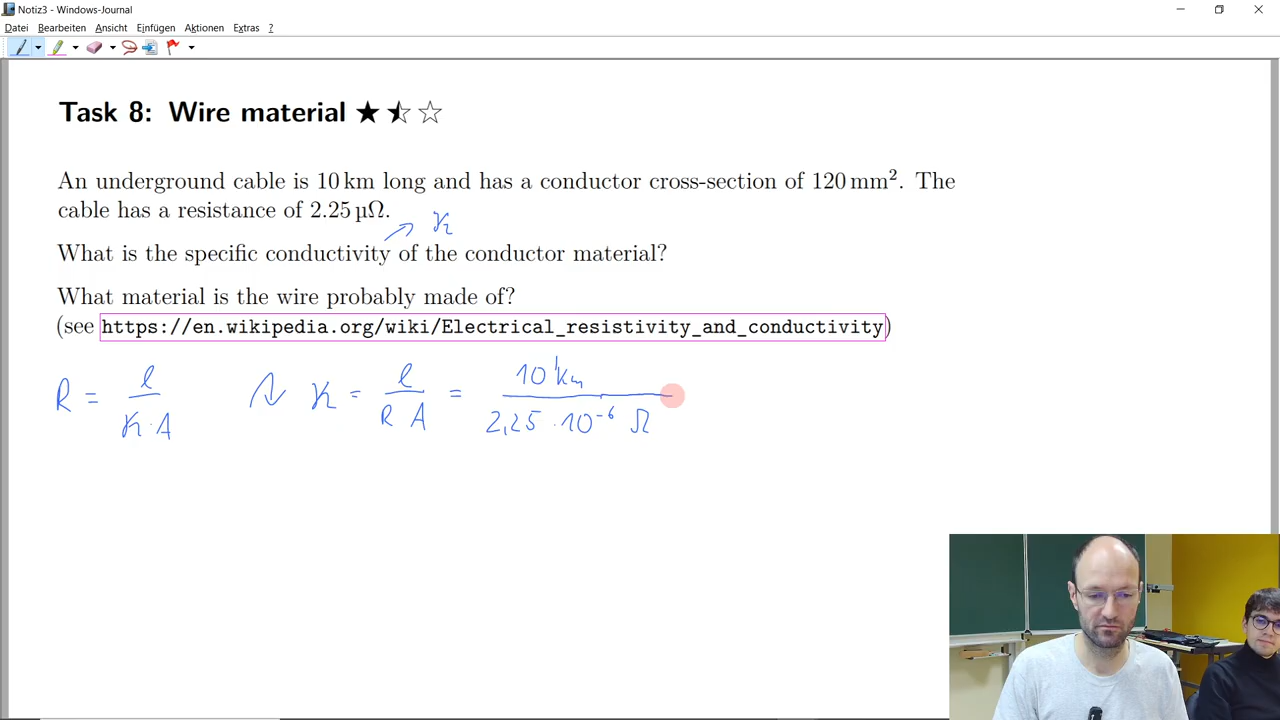 Notiz3 - Windows-Journal
Datei Bearbeiten Ansicht Einfügen Aktionen Extras ?
Task 8: Wire material ★⯪☆
An underground cable is 10 km long and has a conductor cross-section of 120 mm². The
cable has a resistance of 2.25 µΩ.
ϰ
What is the specific conductivity of the conductor material?
What material is the wire probably made of?
(see https://en.wikipedia.org/wiki/Electrical_resistivity_and_conductivity)
R = l / (ϰ · A) ϰ = l / (R A) = 10 km / (2,25 · 10⁻⁶ Ω)